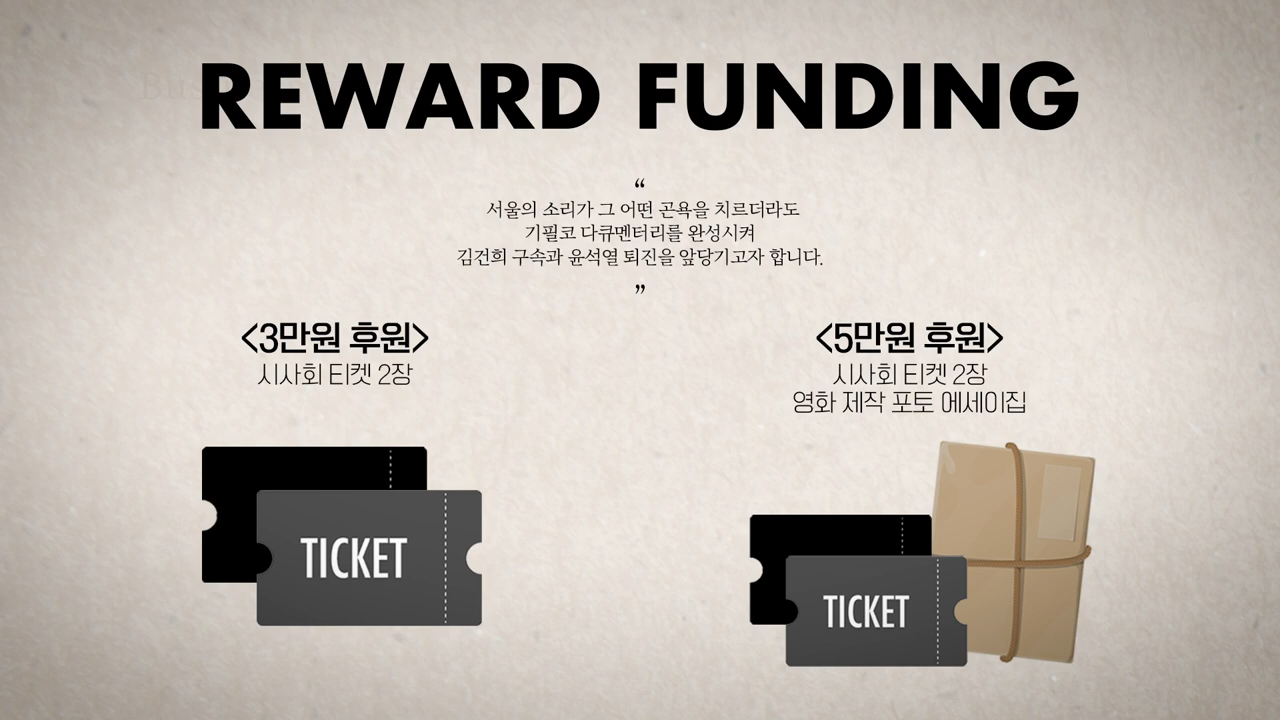 REWARD FUNDING
“
서울의 소리가 그 어떤 곤욕을 치르더라도
기필코 다큐멘터리를 완성시켜
김건희 구속과 윤석열 퇴진을 앞당기고자 합니다.
”
<3만원 후원>
시사회 티켓 2장
TICKET
<5만원 후원>
시사회 티켓 2장
영화 제작 포토 에세이집
TICKET